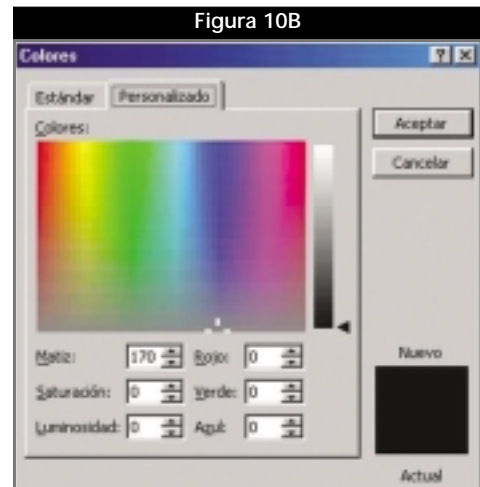 Figura 10B
Colores
Estándar Personalizado
Colores:
Aceptar
Cancelar
Matiz: 170 Rojo: 0
Saturación: 0 Verde: 0
Luminosidad: 0 Azul: 0
Nuevo
Actual